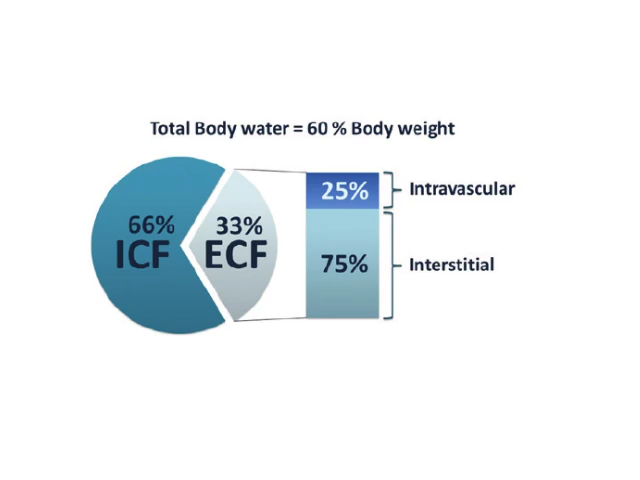 Total Body water = 60 % Body weight
66%
ICF
33%
ECF
25%
Intravascular
75%
Interstitial